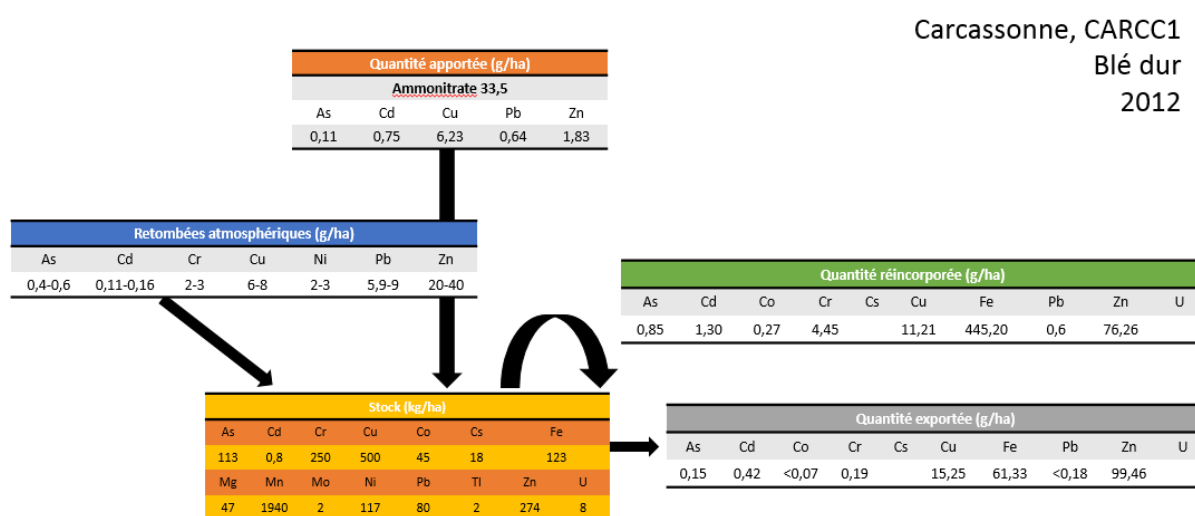 Carcassonne, CARCC1
Blé dur
2012
Quantité apportée (g/ha)
Ammonitrate 33,5
As Cd Cu Pb Zn
0,11 0,75 6,23 0,64 1,83
Retombées atmosphériques (g/ha)
As Cd Cr Cu Ni Pb Zn
0,4-0,6 0,11-0,16 2-3 6-8 2-3 5,9-9 20-40
Quantité réincorporée (g/ha)
As Cd Co Cr Cs Cu Fe Pb Zn U
0,85 1,30 0,27 4,45 11,21 445,20 0,6 76,26
Stock (kg/ha)
As Cd Cr Cu Co Cs Fe
113 0,8 250 500 45 18 123
Mg Mn Mo Ni Pb Tl Zn U
47 1940 2 117 80 2 274 8
Quantité exportée (g/ha)
As Cd Co Cr Cs Cu Fe Pb Zn U
0,15 0,42 <0,07 0,19 15,25 61,33 <0,18 99,46